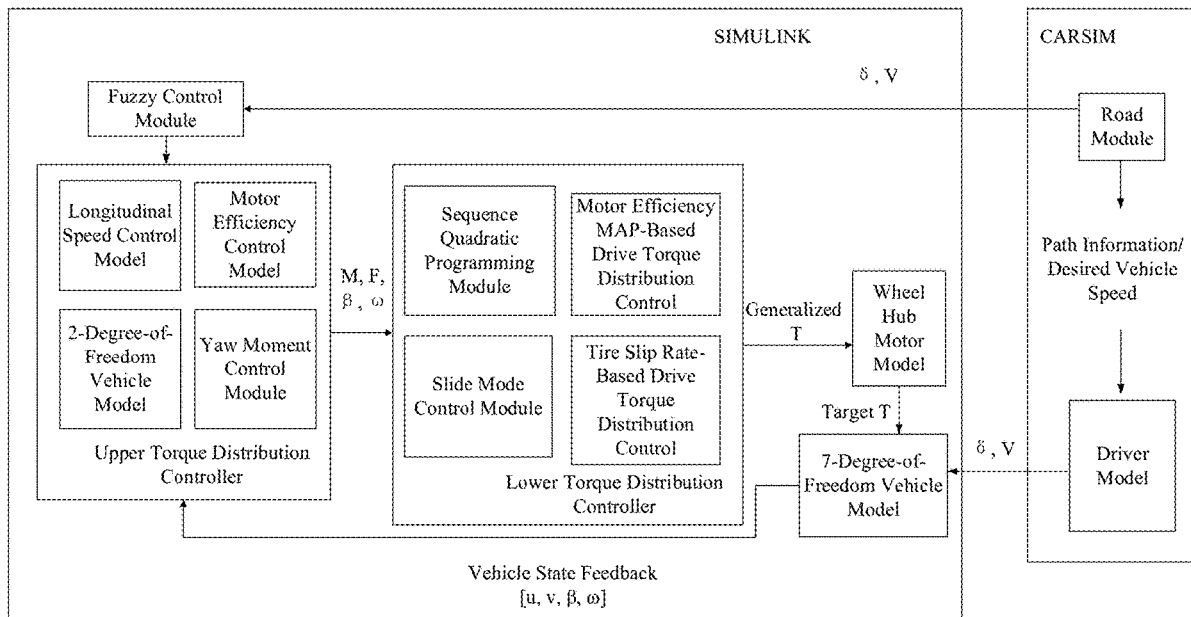 SIMULINK
CARSIM
δ, V
Fuzzy Control
Module
Road
Module
Longitudinal
Speed Control
Model
Motor
Efficiency
Control
Model
2-Degree-of-
Freedom
Vehicle
Model
Yaw Moment
Control
Module
Upper Torque Distribution
Controller
M, F,
β, ω
Sequence
Quadratic
Programming
Module
Motor Efficiency
MAP-Based
Drive Torque
Distribution
Control
Slide Mode
Control Module
Tire Slip Rate-
Based Drive
Torque
Distribution
Control
Lower Torque Distribution
Controller
Generalized
T
Wheel
Hub
Motor
Model
Target T
7-Degree-of-
Freedom Vehicle
Model
δ, V
Path Information/
Desired Vehicle
Speed
Driver
Model
Vehicle State Feedback
[u, v, β, ω]